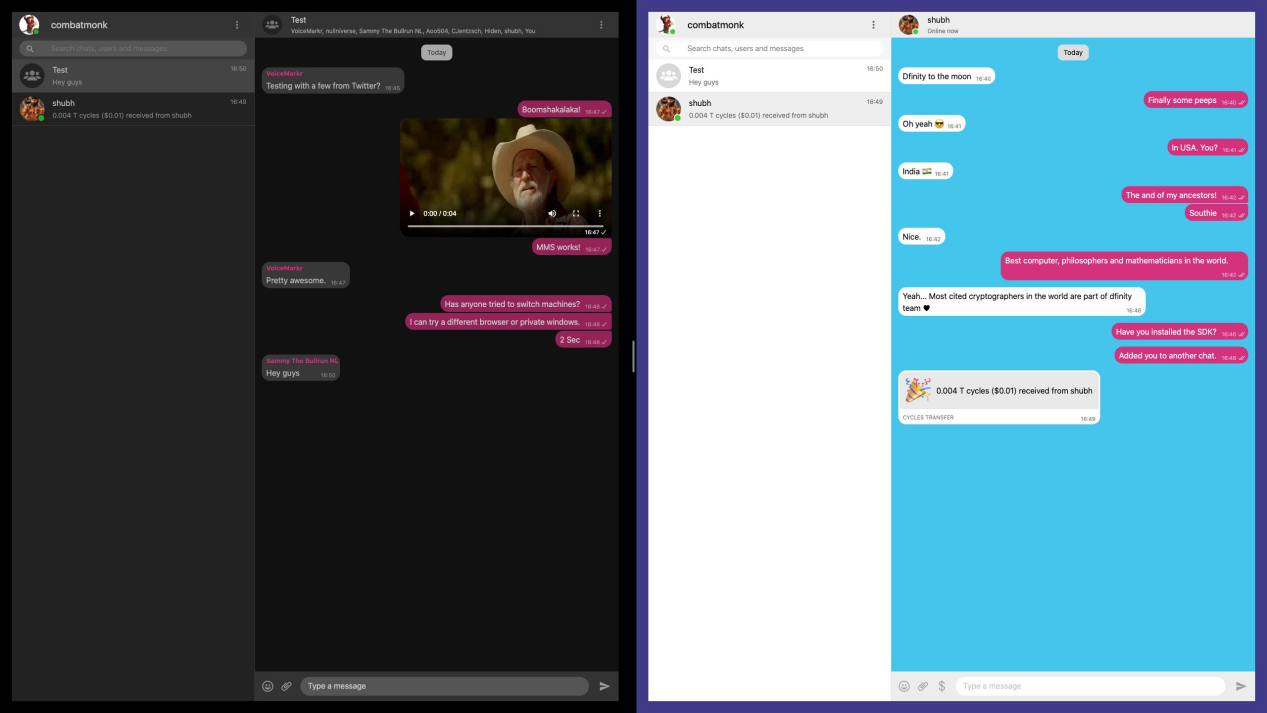 combatmonk
Search chats, users and messages
Test
16:50
Hey guys
shubh
16:49
0.004 T cycles ($0.01) received from shubh
Test
VoiceMarkr, nullniverse, Sammy The Bullrun NL, Aoo504, CJentzsch, Hiden, shubh, You
Today
VoiceMarkr
Testing with a few from Twitter? 16:45
Boomshakalaka! 16:47
0:00 / 0:04
16:47
MMS works! 16:47
VoiceMarkr
Pretty awesome. 16:47
Has anyone tried to switch machines? 16:48
I can try a different browser or private windows. 16:48
2 Sec 16:48
Sammy The Bullrun NL
Hey guys 16:50
Type a message
combatmonk
Search chats, users and messages
Test
16:50
Hey guys
shubh
16:49
0.004 T cycles ($0.01) received from shubh
shubh
Online now
Today
Dfinity to the moon 16:40
Finally some peeps 16:40
Oh yeah 😎 16:41
In USA. You? 16:41
India 🇮🇳 16:41
The and of my ancestors! 16:42
Southie 16:42
Nice. 16:42
Best computer, philosophers and mathematicians in the world.
16:42
Yeah... Most cited cryptographers in the world are part of dfinity
team 🖤 16:46
Have you installed the SDK? 16:46
Added you to another chat. 16:46
0.004 T cycles ($0.01) received from shubh
CYCLES TRANSFER 16:49
$ Type a message